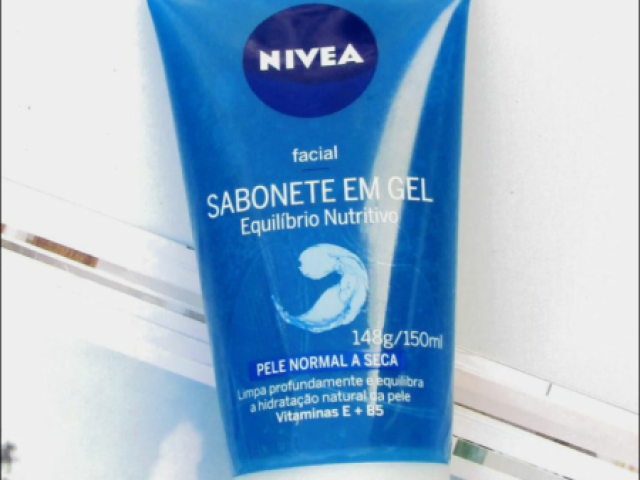 NIVEA
facial
SABONETE EM GEL
Equilíbrio Nutritivo
148g/150ml
PELE NORMAL A SECA
Limpa profundamente e equilibra
a hidratação natural da pele
Vitaminas E + B5